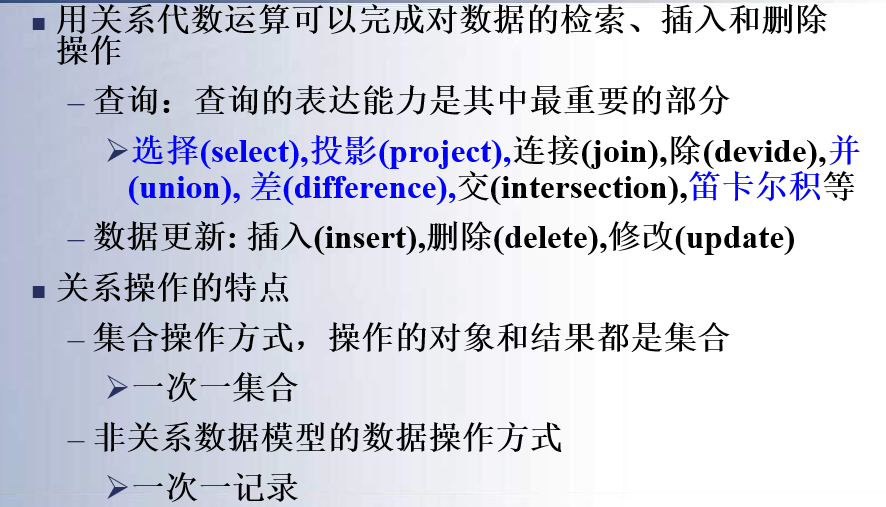 用关系代数运算可以完成对数据的检索、插入和删除
操作
– 查询：查询的表达能力是其中最重要的部分
选择(select),投影(project),连接(join),除(devide),并
(union), 差(difference),交(intersection),笛卡尔积等
– 数据更新: 插入(insert),删除(delete),修改(update)
关系操作的特点
– 集合操作方式，操作的对象和结果都是集合
一次一集合
– 非关系数据模型的数据操作方式
一次一记录